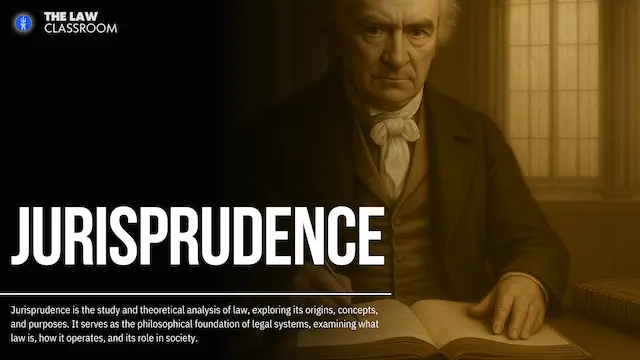 THE LAW
CLASSROOM
JURISPRUDENCE
Jurisprudence is the study and theoretical analysis of law, exploring its origins, concepts,
and purposes. It serves as the philosophical foundation of legal systems, examining what
law is, how it operates, and its role in society.